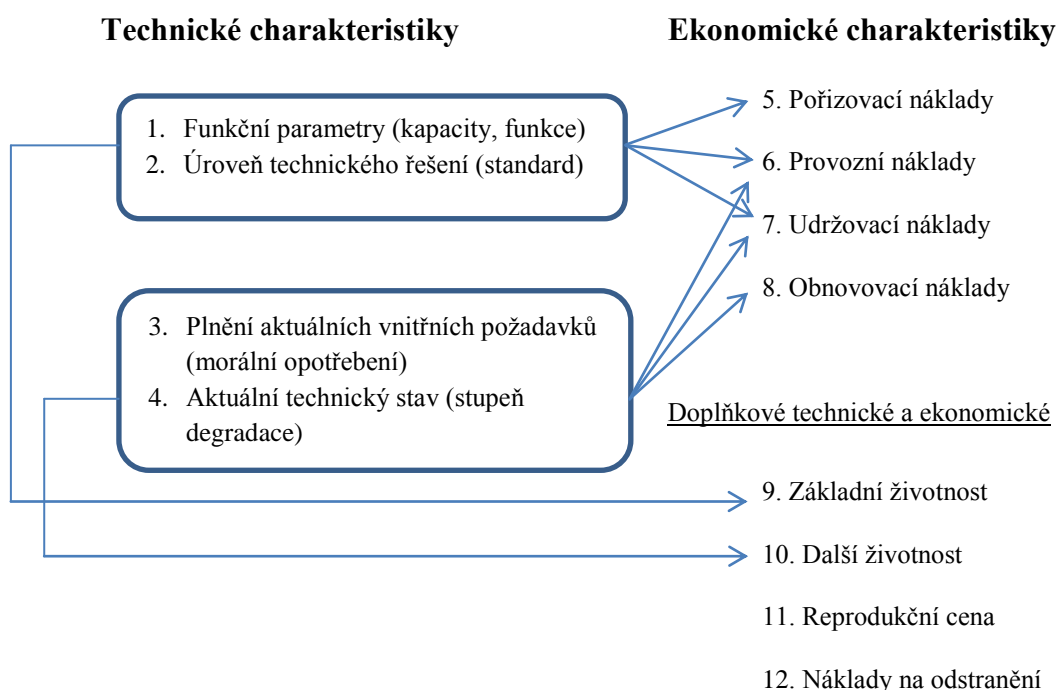 Technické charakteristiky
Ekonomické charakteristiky
1. Funkční parametry (kapacity, funkce)
2. Úroveň technického řešení (standard)
3. Plnění aktuálních vnitřních požadavků
(morální opotřebení)
4. Aktuální technický stav (stupeň
degradace)
5. Pořizovací náklady
6. Provozní náklady
7. Udržovací náklady
8. Obnovovací náklady
Doplňkové technické a ekonomické
9. Základní životnost
10. Další životnost
11. Reprodukční cena
12. Náklady na odstranění